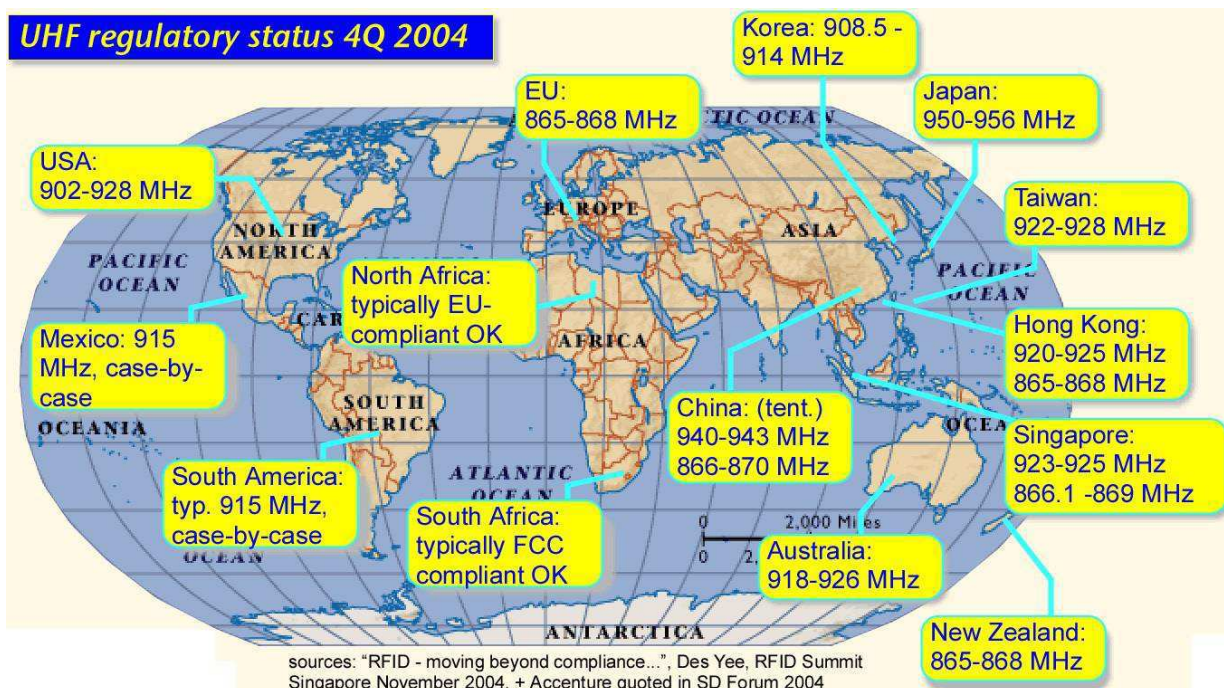 UHF regulatory status 4Q 2004
Korea: 908.5 -
914 MHz
EU:
865-868 MHz
Japan:
950-956 MHz
USA:
902-928 MHz
Taiwan:
922-928 MHz
North Africa:
typically EU-
compliant OK
Mexico: 915
MHz, case-by-
case
Hong Kong:
920-925 MHz
865-868 MHz
China: (tent.)
940-943 MHz
866-870 MHz
Singapore:
923-925 MHz
866.1 -869 MHz
South America:
typ. 915 MHz,
case-by-case
South Africa:
typically FCC
compliant OK
Australia:
918-926 MHz
New Zealand:
865-868 MHz
OCEAN
EUROPE
ASIA
NORTH
AMERICA
PACIFIC
OCEAN
PACIFIC
OCEAN
AFRICA
SOUTH
AMERICA
OCEANIA
ATLANTIC
OCEAN
OCEAN
0 2,000 Miles
0
ANTARCTICA
sources: "RFID - moving beyond compliance...", Des Yee, RFID Summit
Singapore November 2004, + Accenture quoted in SD Forum 2004